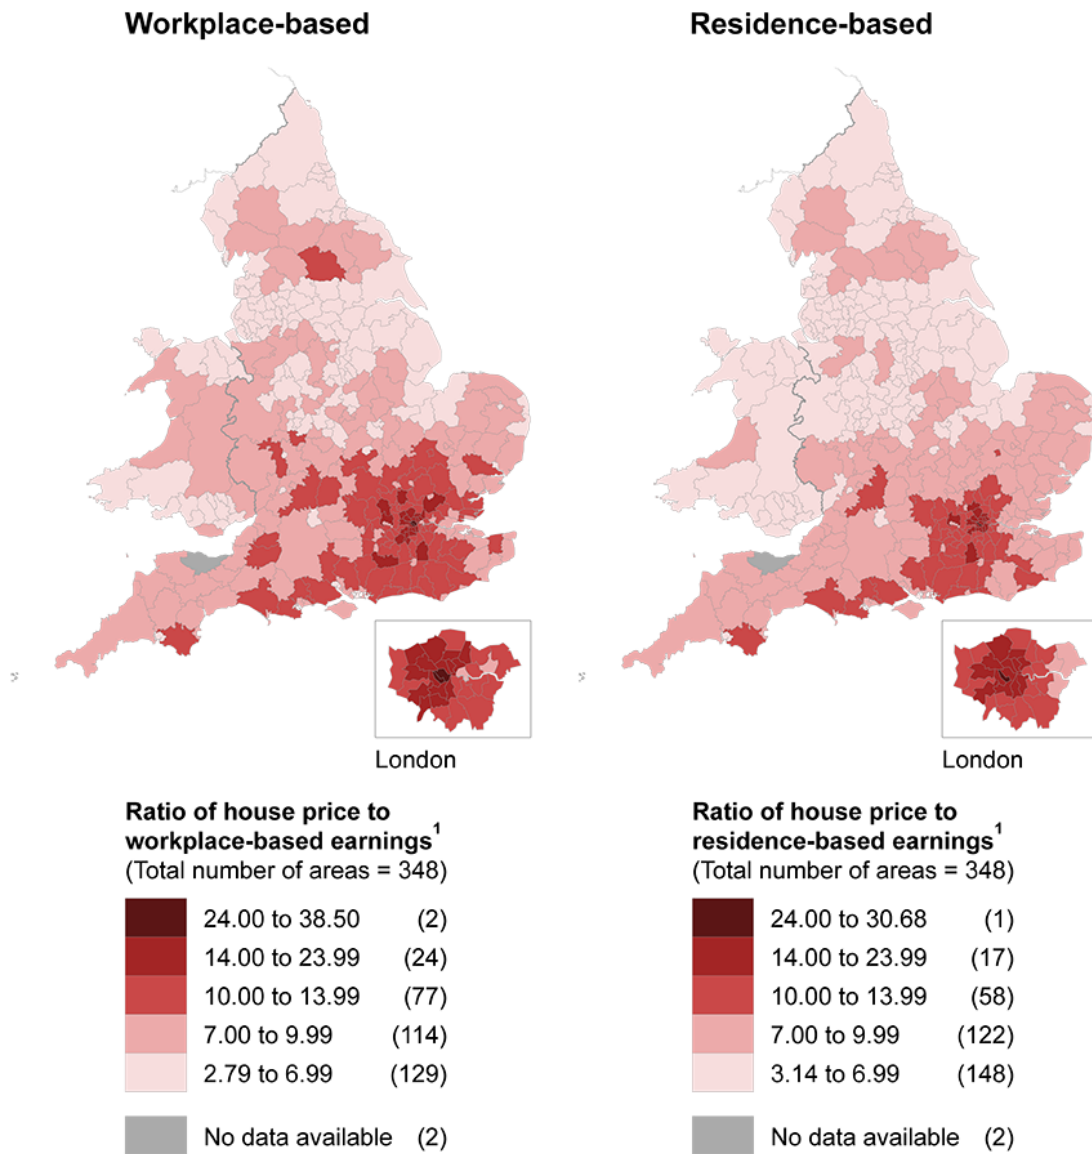 Workplace-based
Residence-based
London
London
Ratio of house price to
workplace-based earnings¹
(Total number of areas = 348)
24.00 to 38.50 (2)
14.00 to 23.99 (24)
10.00 to 13.99 (77)
7.00 to 9.99 (114)
2.79 to 6.99 (129)
No data available (2)
Ratio of house price to
residence-based earnings¹
(Total number of areas = 348)
24.00 to 30.68 (1)
14.00 to 23.99 (17)
10.00 to 13.99 (58)
7.00 to 9.99 (122)
3.14 to 6.99 (148)
No data available (2)